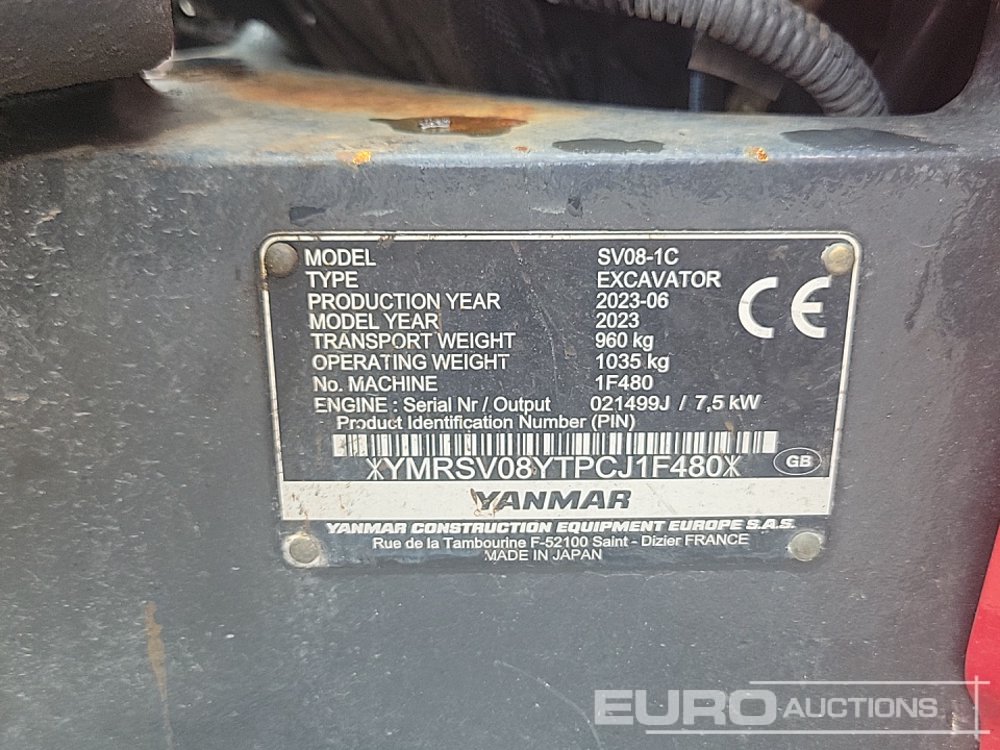 MODEL SV08-1C
TYPE EXCAVATOR
PRODUCTION YEAR 2023-06
MODEL YEAR 2023
TRANSPORT WEIGHT 960 kg
OPERATING WEIGHT 1035 kg
No. MACHINE 1F480
ENGINE : Serial Nr / Output 021499J / 7,5 kW
Product Identification Number (PIN)
CE
*YMRSV08YTPCJ1F480*
GB
YANMAR
YANMAR CONSTRUCTION EQUIPMENT EUROPE S.A.S.
Rue de la Tambourine F-52100 Saint - Dizier FRANCE
MADE IN JAPAN
EURO AUCTIONS